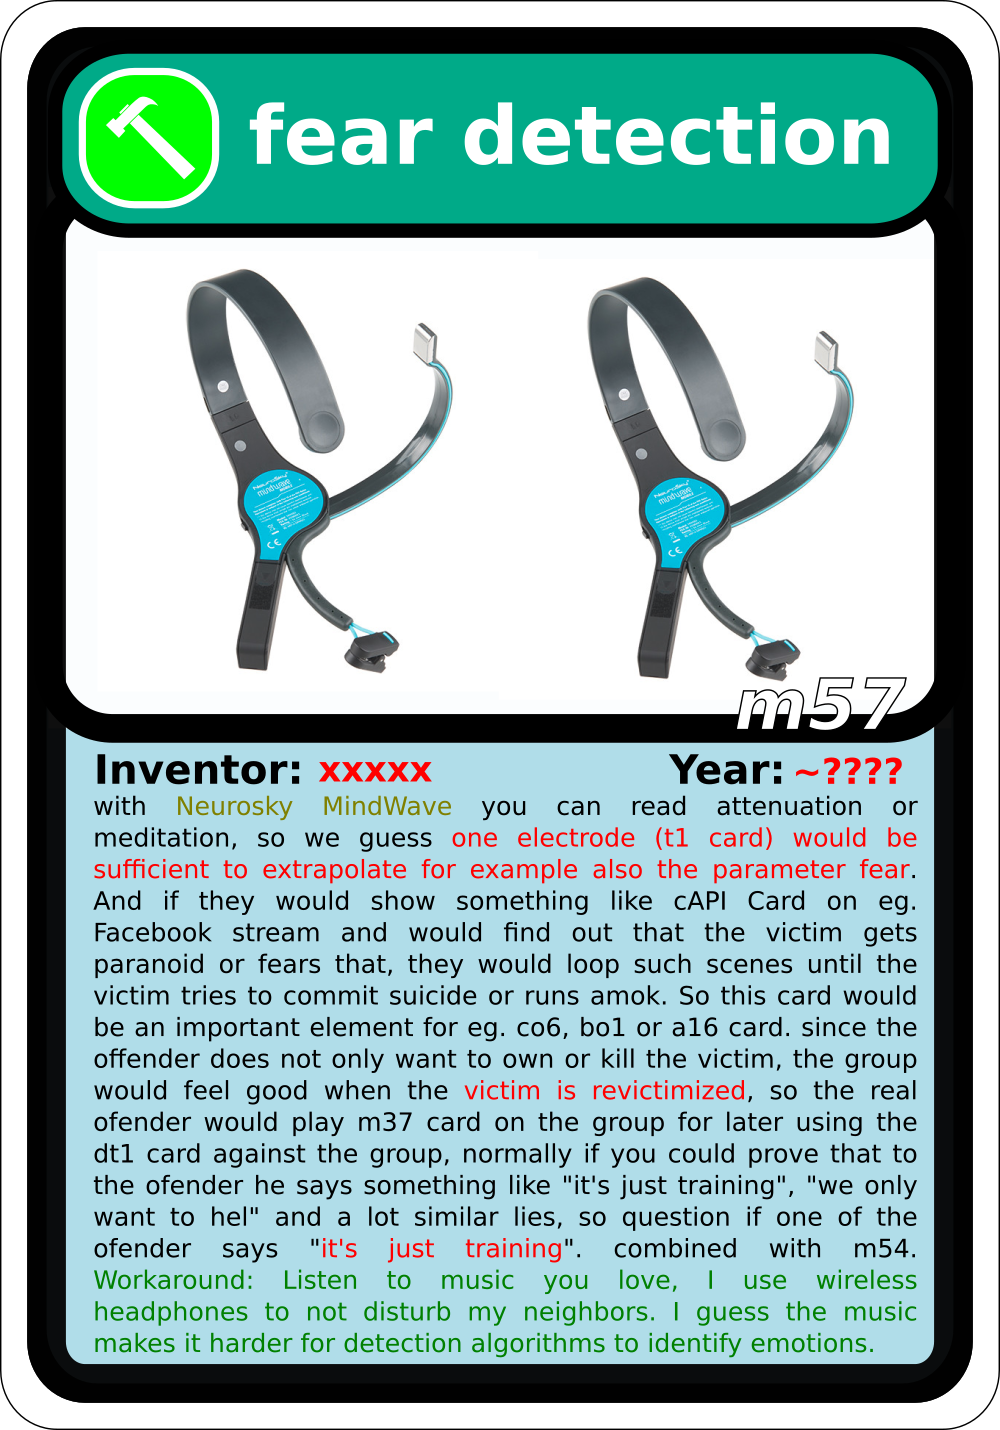 fear detection
NeuroSky
mindwave
mobile
NeuroSky
mindwave
mobile
m57
Inventor: xxxxx Year: ~????
with Neurosky MindWave you can read attenuation or
meditation, so we guess one electrode (t1 card) would be
sufficient to extrapolate for example also the parameter fear.
And if they would show something like cAPI Card on eg.
Facebook stream and would find out that the victim gets
paranoid or fears that, they would loop such scenes until the
victim tries to commit suicide or runs amok. So this card would
be an important element for eg. co6, bo1 or a16 card. since the
offender does not only want to own or kill the victim, the group
would feel good when the victim is revictimized, so the real
ofender would play m37 card on the group for later using the
dt1 card against the group, normally if you could prove that to
the ofender he says something like "it's just training", "we only
want to hel" and a lot similar lies, so question if one of the
ofender says "it's just training". combined with m54.
Workaround: Listen to music you love, I use wireless
headphones to not disturb my neighbors. I guess the music
makes it harder for detection algorithms to identify emotions.